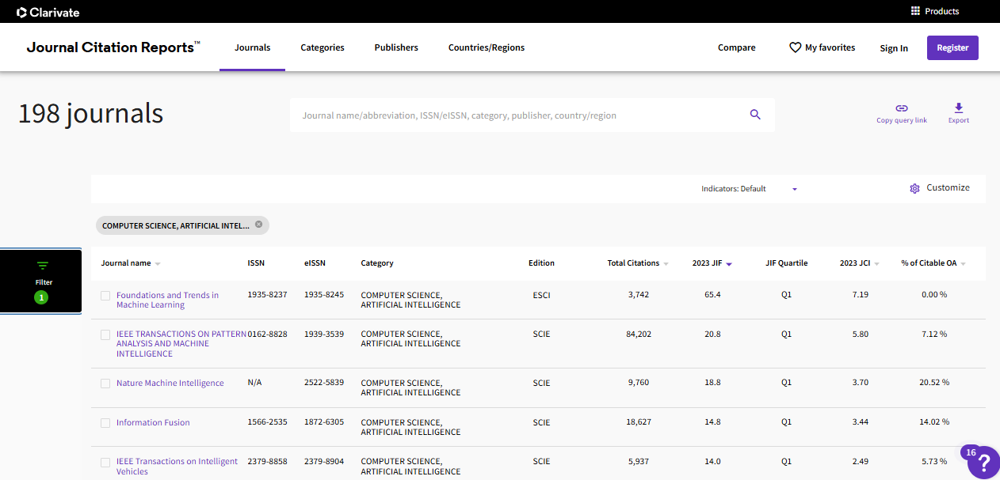 Clarivate
Products
Journal Citation Reports™
Journals
Categories
Publishers
Countries/Regions
Compare
My favorites
Sign In
Register
198 journals
Journal name/abbreviation, ISSN/eISSN, category, publisher, country/region
Copy query link
Export
Indicators: Default
Customize
COMPUTER SCIENCE, ARTIFICIAL INTEL...
Filter
1
Journal name ISSN eISSN Category Edition Total Citations 2023 JIF JIF Quartile 2023 JCI % of Citable OA
Foundations and Trends in 1935-8237 1935-8245 COMPUTER SCIENCE, ESCI 3,742 65.4 Q1 7.19 0.00 %
Machine Learning ARTIFICIAL INTELLIGENCE
IEEE TRANSACTIONS ON PATTERN 0162-8828 1939-3539 COMPUTER SCIENCE, SCIE 84,202 20.8 Q1 5.80 7.12 %
ANALYSIS AND MACHINE ARTIFICIAL INTELLIGENCE
INTELLIGENCE
Nature Machine Intelligence N/A 2522-5839 COMPUTER SCIENCE, SCIE 9,760 18.8 Q1 3.70 20.52 %
ARTIFICIAL INTELLIGENCE
Information Fusion 1566-2535 1872-6305 COMPUTER SCIENCE, SCIE 18,627 14.8 Q1 3.44 14.02 %
ARTIFICIAL INTELLIGENCE
IEEE Transactions on Intelligent 2379-8858 2379-8904 COMPUTER SCIENCE, SCIE 5,937 14.0 Q1 2.49 5.73 %
Vehicles ARTIFICIAL INTELLIGENCE
16
?